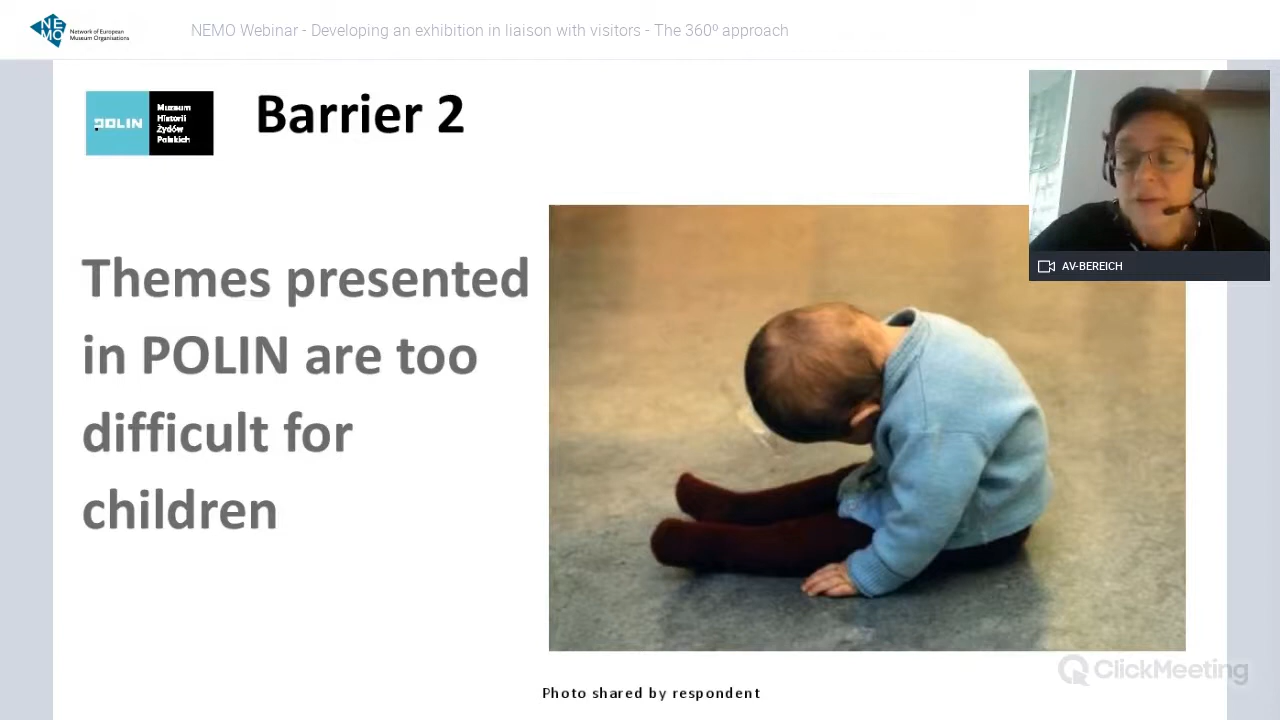 NEMO
Network of European
Museum Organisations
NEMO Webinar - Developing an exhibition in liaison with visitors - The 360º approach
POLIN
Muzeum
Historii
Żydów
Polskich
Barrier 2
AV-BEREICH
Themes presented
in POLIN are too
difficult for
children
ClickMeeting
Photo shared by respondent